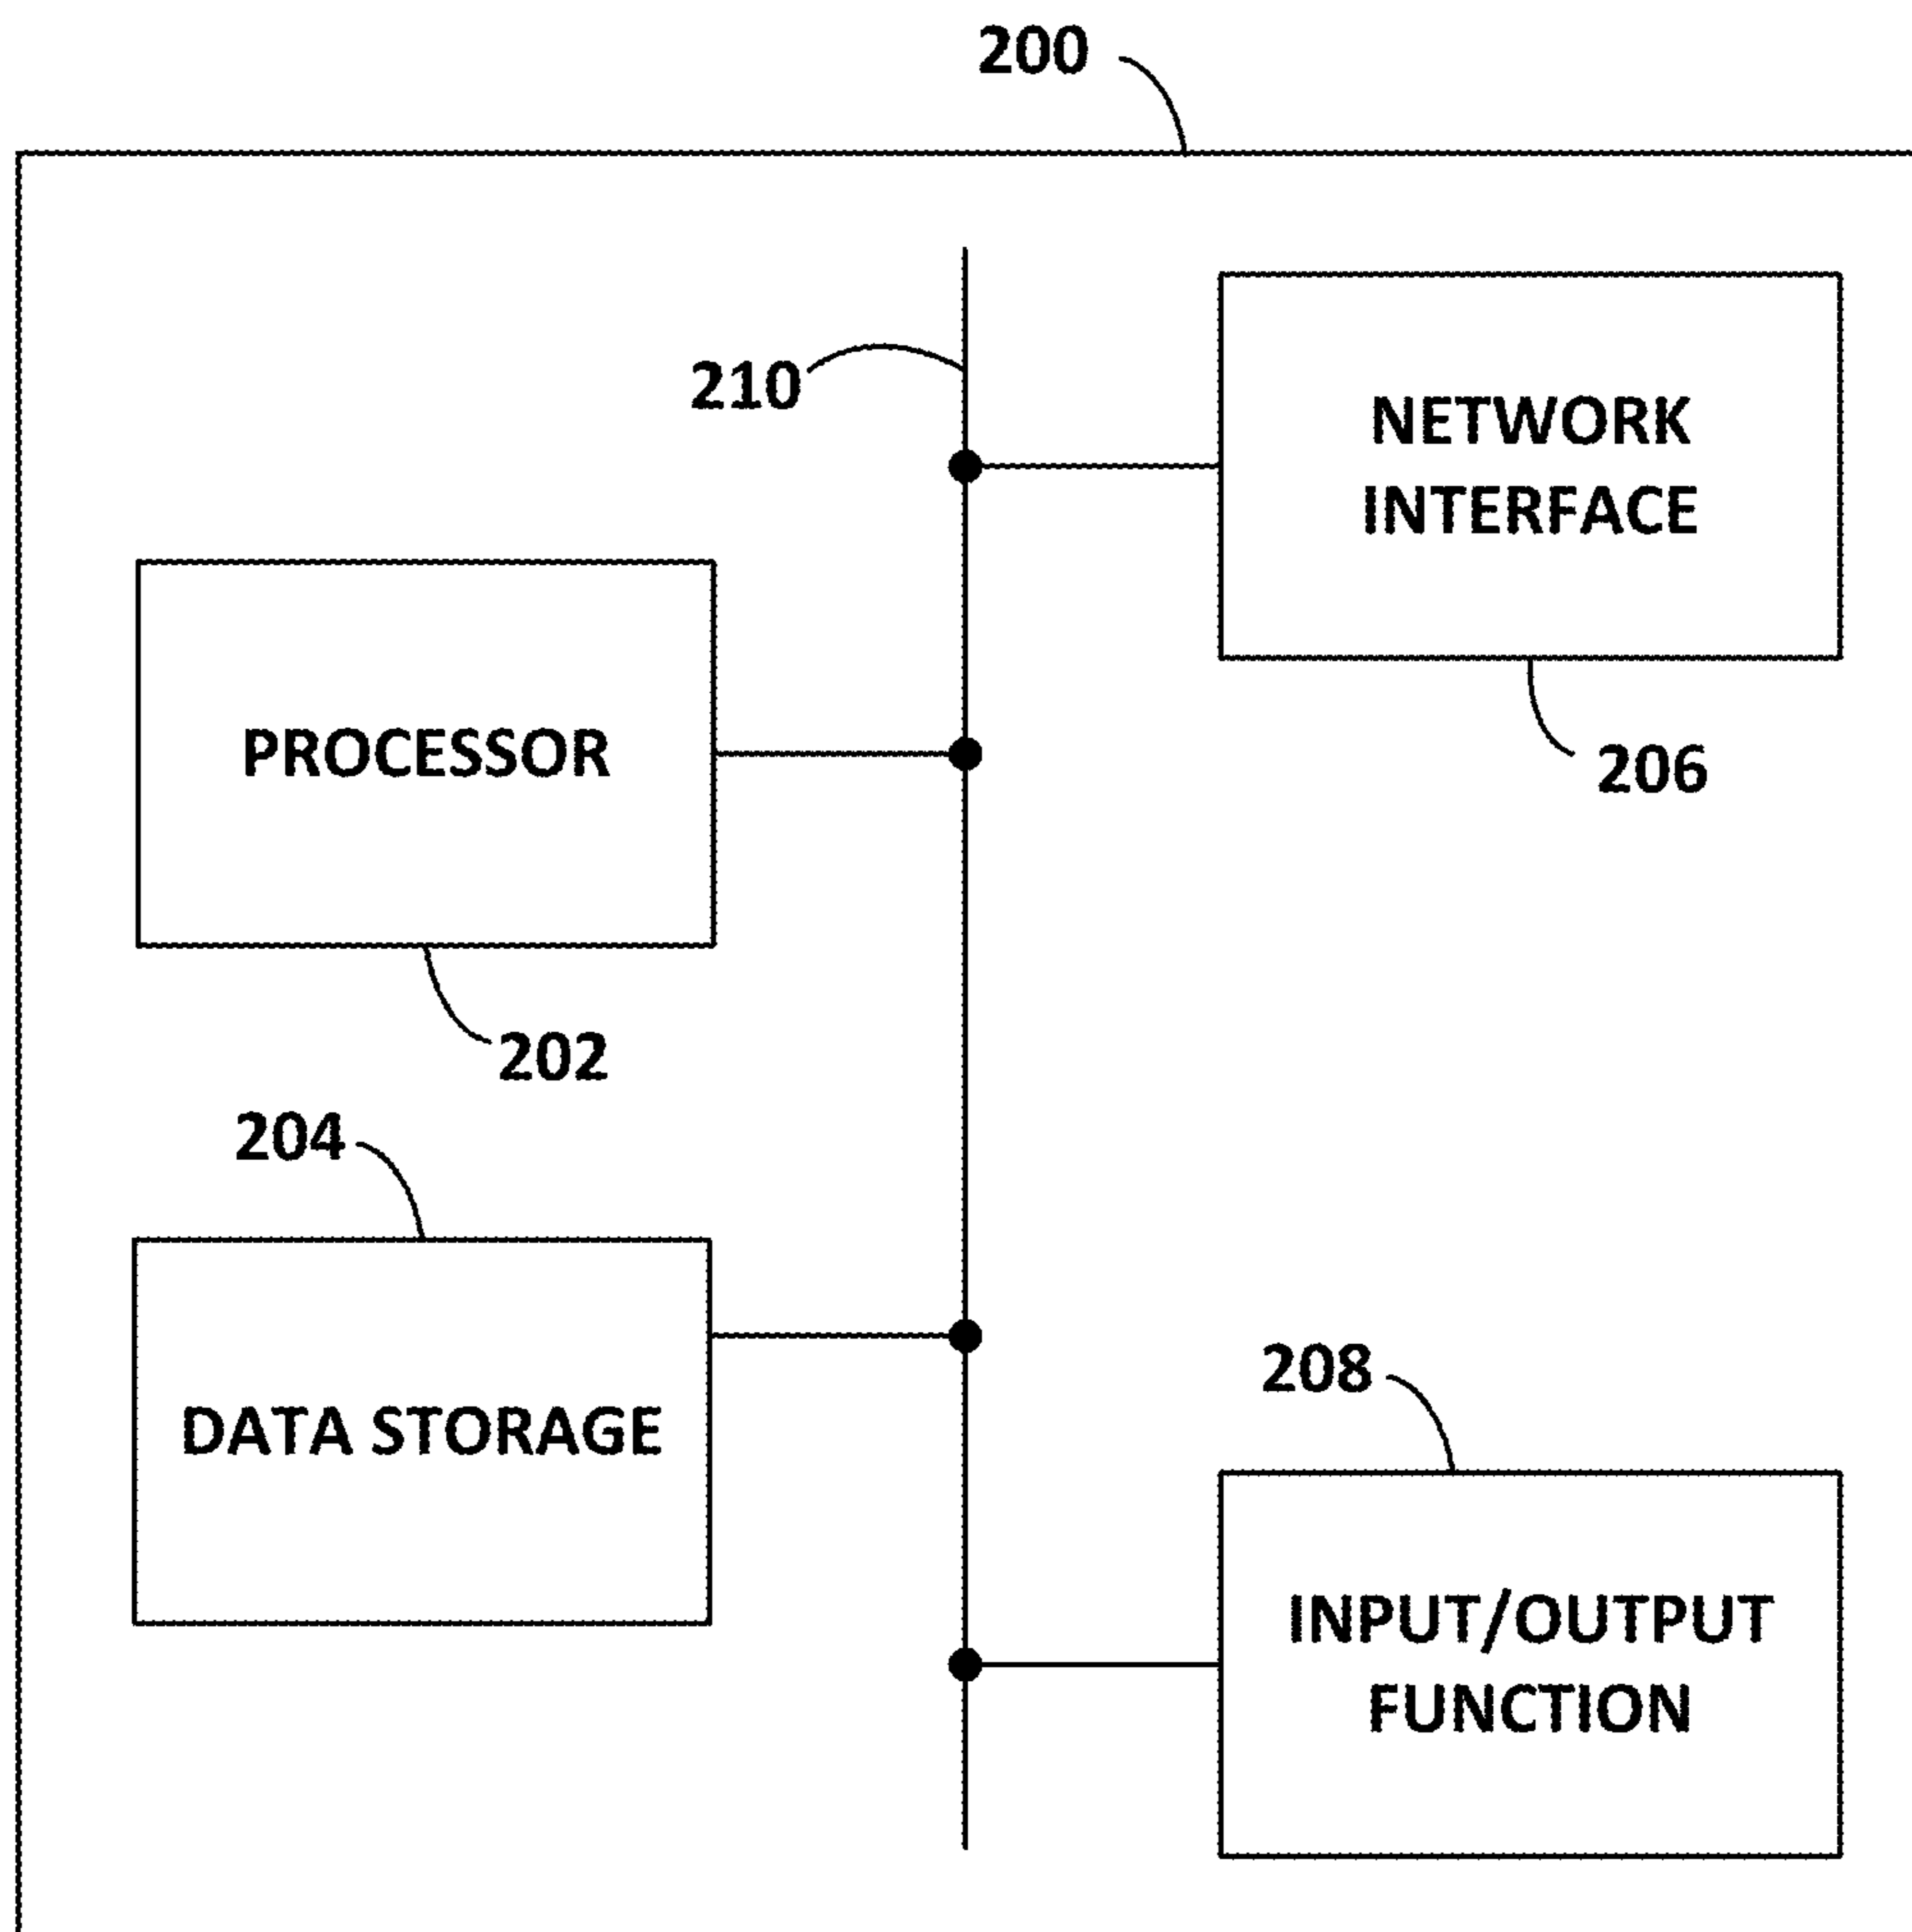 200
210
NETWORK
INTERFACE
PROCESSOR
206
202
204
208
DATA STORAGE
INPUT/OUTPUT
FUNCTION